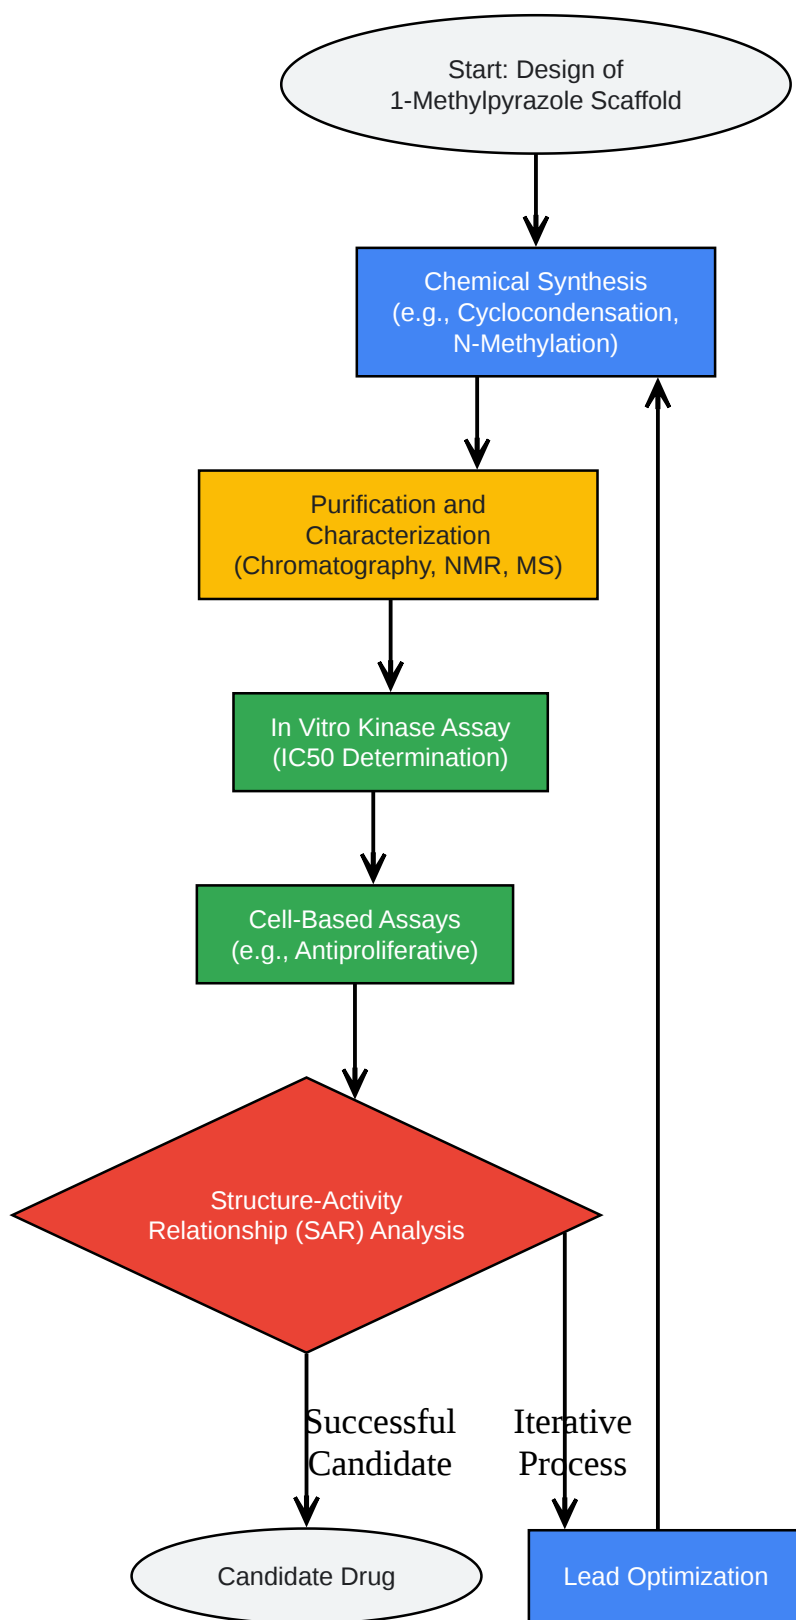 Start: Design of
1-Methylpyrazole Scaffold
Chemical Synthesis
(e.g., Cyclocondensation,
N-Methylation)
Purification and
Characterization
(Chromatography, NMR, MS)
In Vitro Kinase Assay
(IC50 Determination)
Cell-Based Assays
(e.g., Antiproliferative)
Structure-Activity
Relationship (SAR) Analysis
Successful
Candidate
Iterative
Process
Candidate Drug
Lead Optimization